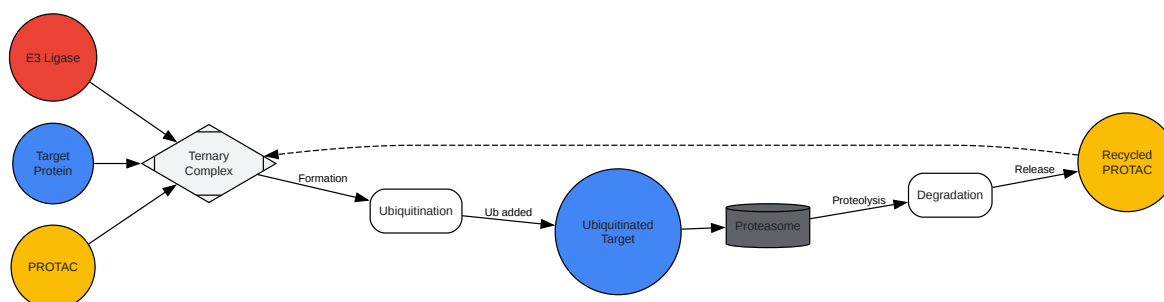 E3 Ligase
Target
Protein
PROTAC
Ternary
Complex
Formation
Ubiquitination
Ub added
Ubiquitinated
Target
Proteasome
Proteolysis
Degradation
Release
Recycled
PROTAC